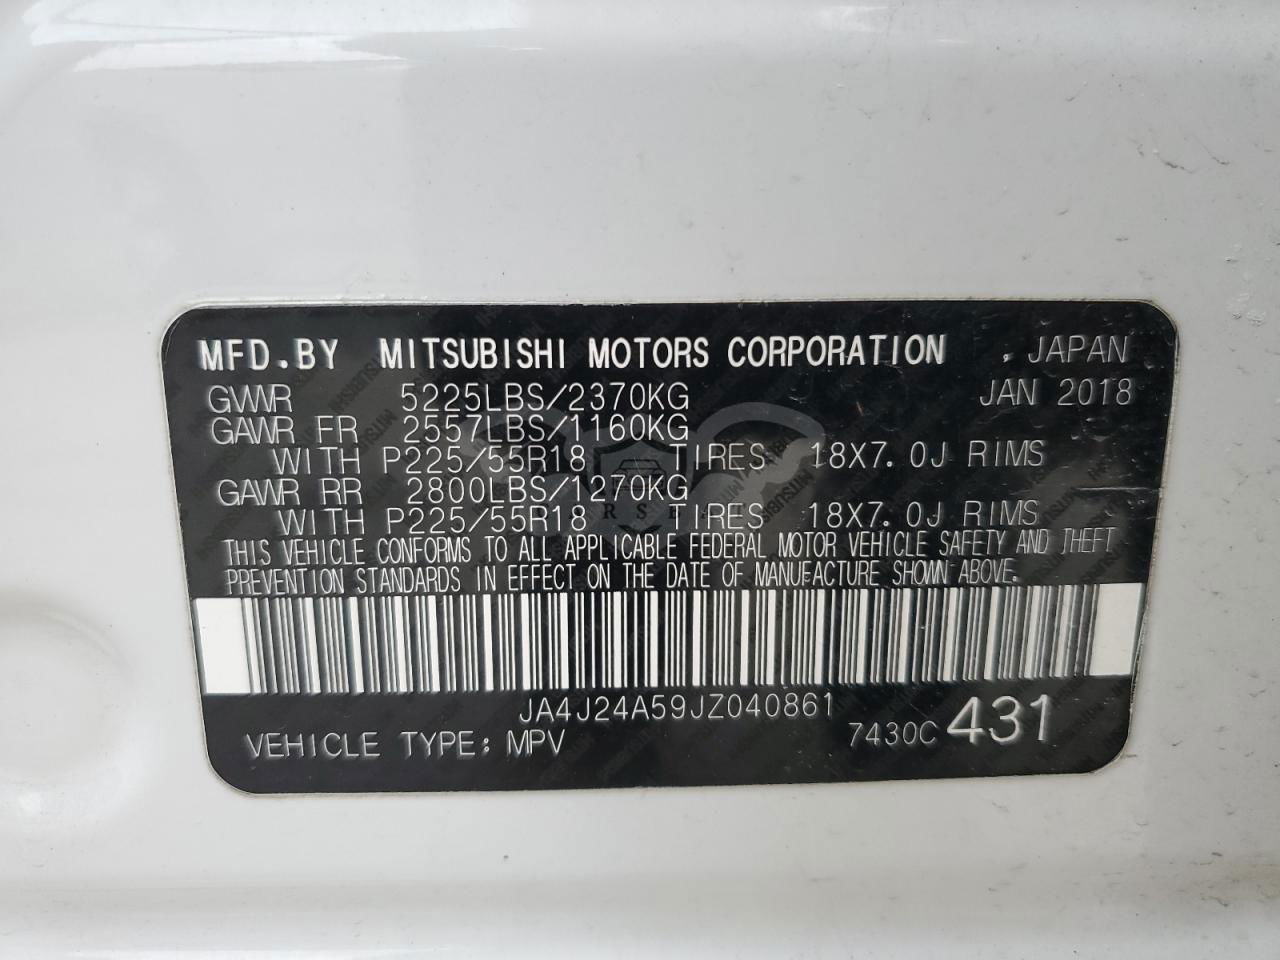 MFD.BY MITSUBISHI MOTORS CORPORATION , JAPAN
GVWR 5225LBS/2370KG JAN 2018
GAWR FR 2557LBS/1160KG
WITH P225/55R18 TIRES 18X7.0J RIMS
GAWR RR 2800LBS/1270KG
WITH P225/55R18 TIRES 18X7.0J RIMS
THIS VEHICLE CONFORMS TO ALL APPLICABLE FEDERAL MOTOR VEHICLE SAFETY AND THEFT
PREVENTION STANDARDS IN EFFECT ON THE DATE OF MANUFACTURE SHOWN ABOVE.
JA4J24A59JZ040861
VEHICLE TYPE: MPV 7430C 431